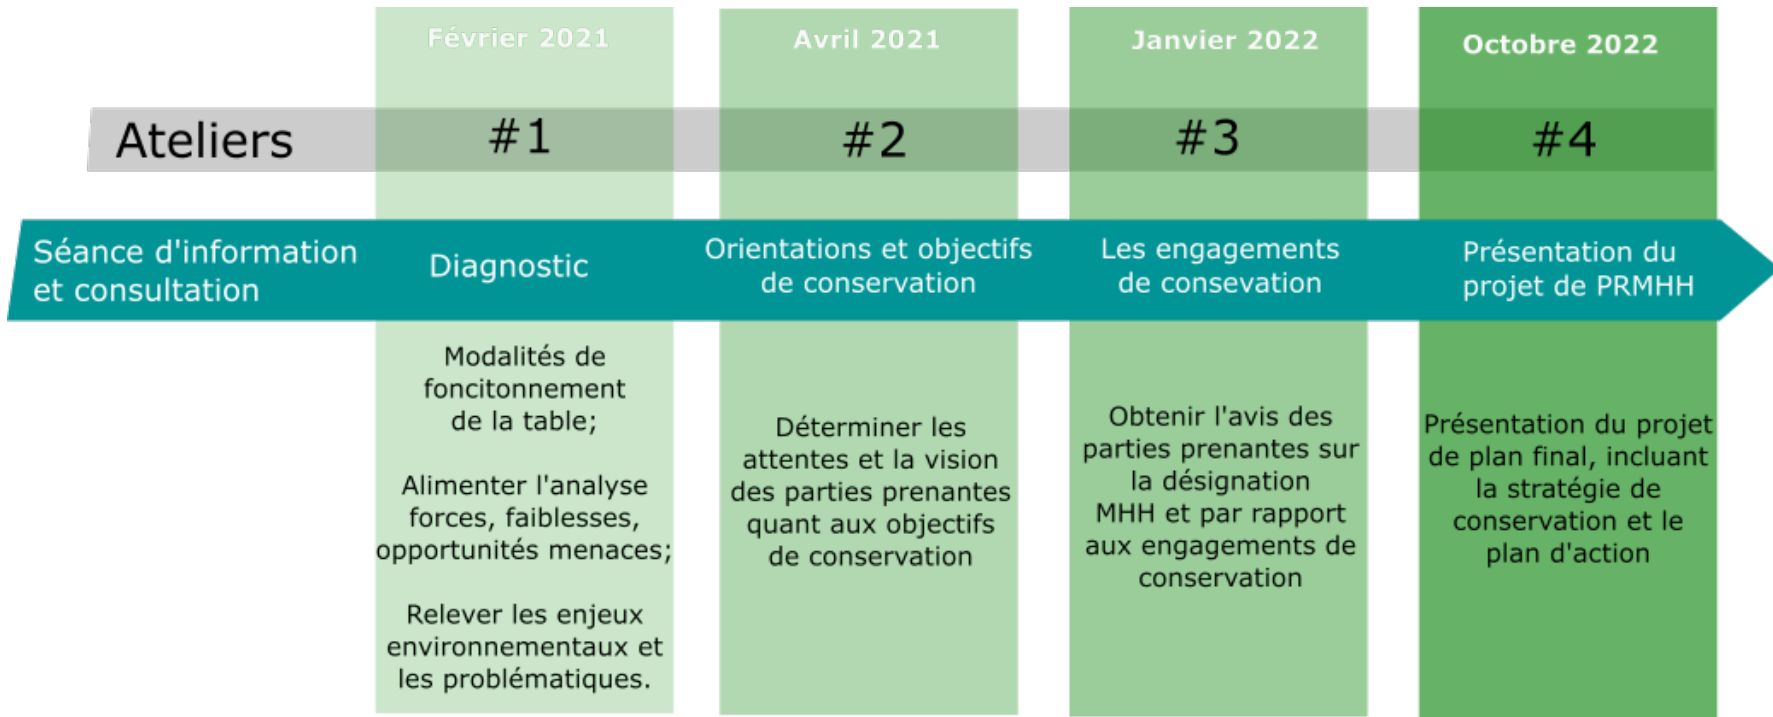 Février 2021
Avril 2021
Janvier 2022
Octobre 2022
Ateliers
#1
#2
#3
#4
Séance d'information
et consultation
Diagnostic
Orientations et objectifs
de conservation
Les engagements
de consevation
Présentation du
projet de PRMHH
Modalités de
foncitonnement
de la table;
Alimenter l'analyse
forces, faiblesses,
opportunités menaces;
Relever les enjeux
environnementaux et
les problématiques.
Déterminer les
attentes et la vision
des parties prenantes
quant aux objectifs
de conservation
Obtenir l'avis des
parties prenantes sur
la désignation
MHH et par rapport
aux engagements de
conservation
Présentation du projet
de plan final, incluant
la stratégie de
conservation et le
plan d'action